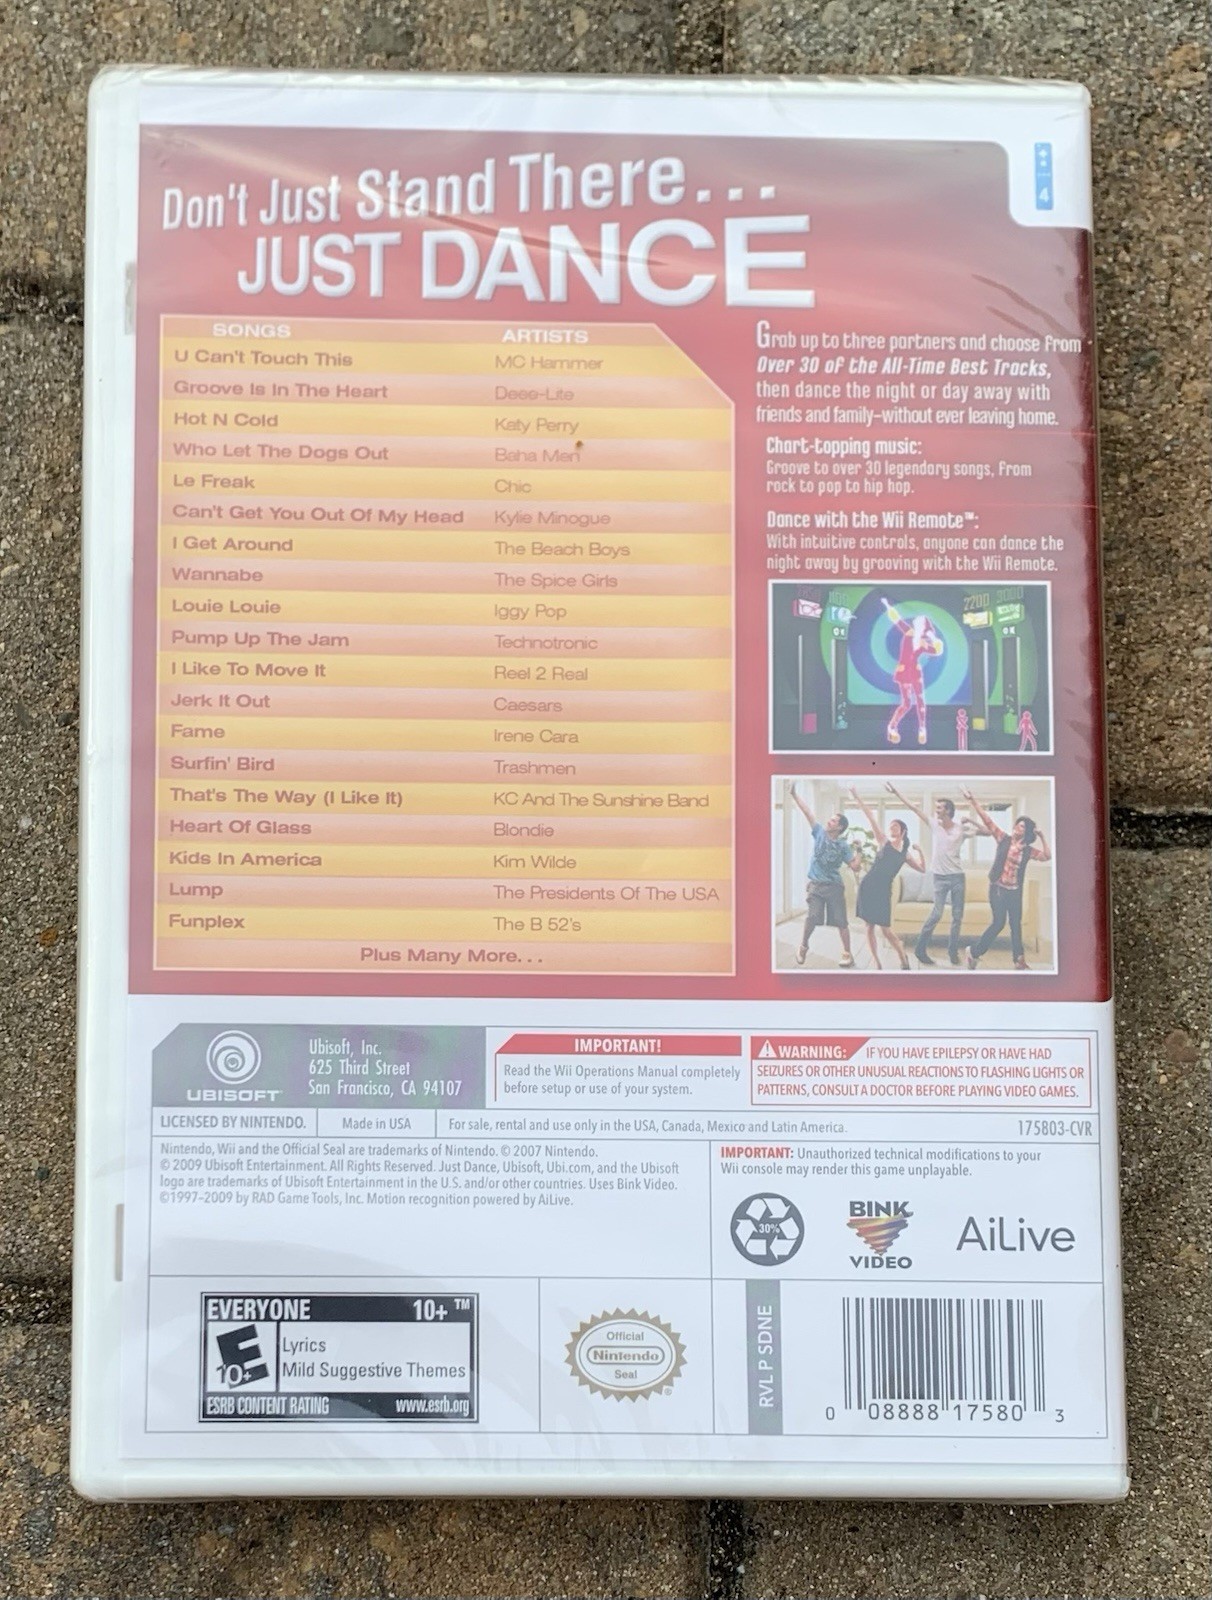 Don't Just Stand There...
JUST DANCE
4
SONGS ARTISTS
U Can't Touch This MC Hammer
Groove Is In The Heart Deee-Lite
Hot N Cold Katy Perry
Who Let The Dogs Out Baha Men
Le Freak Chic
Can't Get You Out Of My Head Kylie Minogue
I Get Around The Beach Boys
Wannabe The Spice Girls
Louie Louie Iggy Pop
Pump Up The Jam Technotronic
I Like To Move It Reel 2 Real
Jerk It Out Caesars
Fame Irene Cara
Surfin' Bird Trashmen
That's The Way (I Like It) KC And The Sunshine Band
Heart Of Glass Blondie
Kids In America Kim Wilde
Lump The Presidents Of The USA
Funplex The B 52's
Plus Many More...
Grab up to three partners and choose from
Over 30 of the All-Time Best Tracks,
then dance the night or day away with
friends and family–without ever leaving home.
Chart-topping music:
Groove to over 30 legendary songs, from
rock to pop to hip hop.
Dance with the Wii Remote™:
With intuitive controls, anyone can dance the
night away by grooving with the Wii Remote.
2200 9000
OK OK
UBISOFT
Ubisoft, Inc.
625 Third Street
San Francisco, CA 94107
IMPORTANT!
Read the Wii Operations Manual completely
before setup or use of your system.
WARNING: IF YOU HAVE EPILEPSY OR HAVE HAD
SEIZURES OR OTHER UNUSUAL REACTIONS TO FLASHING LIGHTS OR
PATTERNS, CONSULT A DOCTOR BEFORE PLAYING VIDEO GAMES.
LICENSED BY NINTENDO. Made in USA For sale, rental and use only in the USA, Canada, Mexico and Latin America. 175803-CVR
Nintendo, Wii and the Official Seal are trademarks of Nintendo. © 2007 Nintendo.
© 2009 Ubisoft Entertainment. All Rights Reserved. Just Dance, Ubisoft, Ubi.com, and the Ubisoft
logo are trademarks of Ubisoft Entertainment in the U.S. and/or other countries. Uses Bink Video.
©1997–2009 by RAD Game Tools, Inc. Motion recognition powered by AiLive.
IMPORTANT: Unauthorized technical modifications to your
Wii console may render this game unplayable.
30%
BINK
VIDEO
AiLive
EVERYONE 10+ ™
E
10+
Lyrics
Mild Suggestive Themes
ESRB CONTENT RATING www.esrb.org
Official
Nintendo
Seal
®
RVL P SDNE
0 08888 17580 3